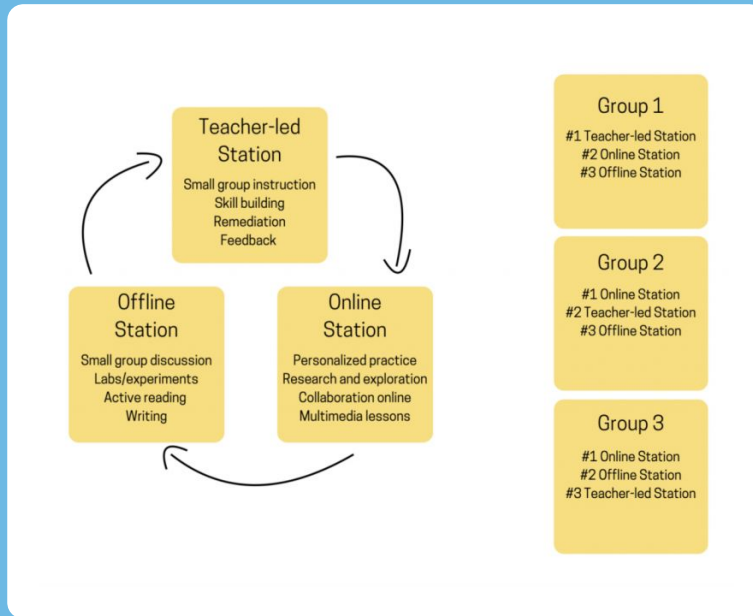 Teacher-led
Station
Small group instruction
Skill building
Remediation
Feedback
Offline
Station
Small group discussion
Labs/experiments
Active reading
Writing
Online
Station
Personalized practice
Research and exploration
Collaboration online
Multimedia lessons
Group 1
#1 Teacher-led Station
#2 Online Station
#3 Offline Station
Group 2
#1 Online Station
#2 Teacher-led Station
#3 Offline Station
Group 3
#1 Online Station
#2 Offline Station
#3 Teacher-led Station